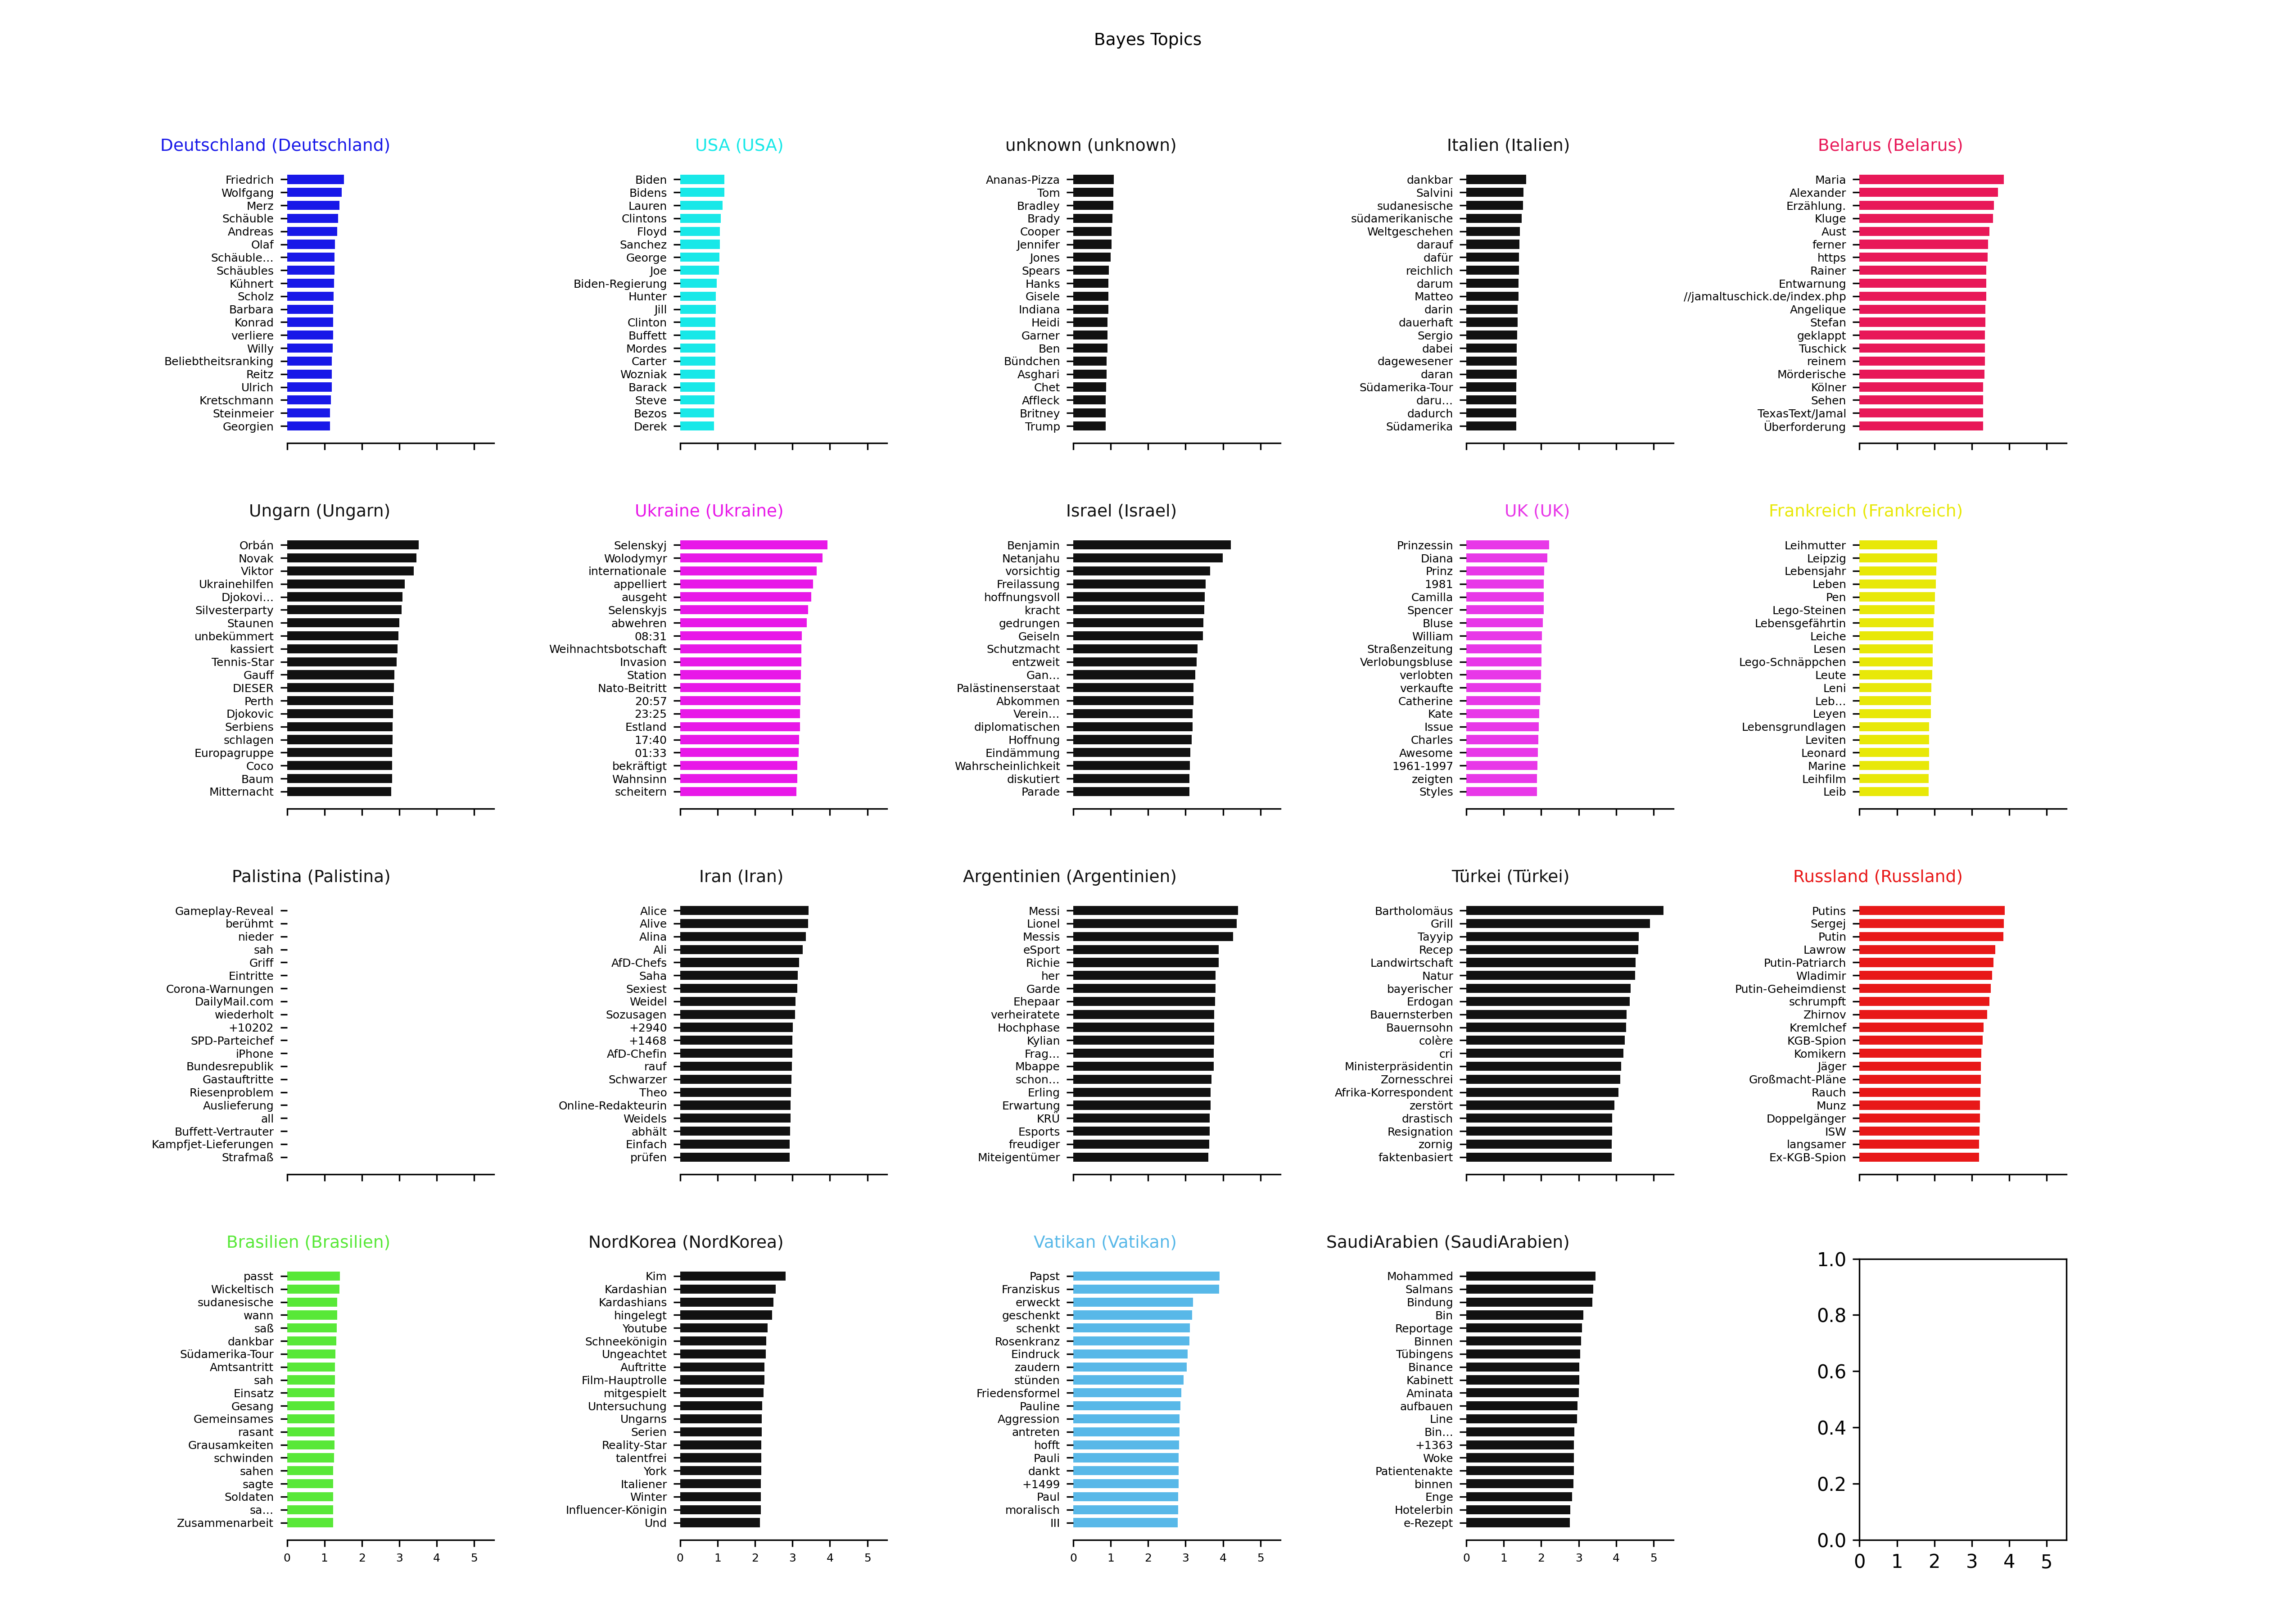 Bayes Topics
Deutschland (Deutschland)
Friedrich
Wolfgang
Merz
Schäuble
Andreas
Olaf
Schäuble…
Schäubles
Kühnert
Scholz
Barbara
Konrad
verliere
Willy
Beliebtheitsranking
Reitz
Ulrich
Kretschmann
Steinmeier
Georgien
USA (USA)
Biden
Bidens
Lauren
Clintons
Floyd
Sanchez
George
Joe
Biden-Regierung
Hunter
Jill
Clinton
Buffett
Mordes
Carter
Wozniak
Barack
Steve
Bezos
Derek
unknown (unknown)
Ananas-Pizza
Tom
Bradley
Brady
Cooper
Jennifer
Jones
Spears
Hanks
Gisele
Indiana
Heidi
Garner
Ben
Bündchen
Asghari
Chet
Affleck
Britney
Trump
Italien (Italien)
dankbar
Salvini
sudanesische
südamerikanische
Weltgeschehen
darauf
dafür
reichlich
darum
Matteo
darin
dauerhaft
Sergio
dabei
dagewesener
daran
Südamerika-Tour
daru…
dadurch
Südamerika
Belarus (Belarus)
Maria
Alexander
Erzählung.
Kluge
Aust
ferner
https
Rainer
Entwarnung
//jamaltuschick.de/index.php
Angelique
Stefan
geklappt
Tuschick
reinem
Mörderische
Kölner
Sehen
TexasText/Jamal
Überforderung
Ungarn (Ungarn)
Orbán
Novak
Viktor
Ukrainehilfen
Djokovi…
Silvesterparty
Staunen
unbekümmert
kassiert
Tennis-Star
Gauff
DIESER
Perth
Djokovic
Serbiens
schlagen
Europagruppe
Coco
Baum
Mitternacht
Ukraine (Ukraine)
Selenskyj
Wolodymyr
internationale
appelliert
ausgeht
Selenskyjs
abwehren
08:31
Weihnachtsbotschaft
Invasion
Station
Nato-Beitritt
20:57
23:25
Estland
17:40
01:33
bekräftigt
Wahnsinn
scheitern
Israel (Israel)
Benjamin
Netanjahu
vorsichtig
Freilassung
hoffnungsvoll
kracht
gedrungen
Geiseln
Schutzmacht
entzweit
Gan…
Palästinenserstaat
Abkommen
Verein…
diplomatischen
Hoffnung
Eindämmung
Wahrscheinlichkeit
diskutiert
Parade
UK (UK)
Prinzessin
Diana
Prinz
1981
Camilla
Spencer
Bluse
William
Straßenzeitung
Verlobungsbluse
verlobten
verkaufte
Catherine
Kate
Issue
Charles
Awesome
1961-1997
zeigten
Styles
Frankreich (Frankreich)
Leihmutter
Leipzig
Lebensjahr
Leben
Pen
Lego-Steinen
Lebensgefährtin
Leiche
Lesen
Lego-Schnäppchen
Leute
Leni
Leb…
Leyen
Lebensgrundlagen
Leviten
Leonard
Marine
Leihfilm
Leib
Palistina (Palistina)
Gameplay-Reveal
berühmt
nieder
sah
Griff
Eintritte
Corona-Warnungen
DailyMail.com
wiederholt
+10202
SPD-Parteichef
iPhone
Bundesrepublik
Gastauftritte
Riesenproblem
Auslieferung
all
Buffett-Vertrauter
Kampfjet-Lieferungen
Strafmaß
Iran (Iran)
Alice
Alive
Alina
Ali
AfD-Chefs
Saha
Sexiest
Weidel
Sozusagen
+2940
+1468
AfD-Chefin
rauf
Schwarzer
Theo
Online-Redakteurin
Weidels
abhält
Einfach
prüfen
Argentinien (Argentinien)
Messi
Lionel
Messis
eSport
Richie
her
Garde
Ehepaar
verheiratete
Hochphase
Kylian
Frag…
Mbappe
schon…
Erling
Erwartung
KRÜ
Esports
freudiger
Miteigentümer
Türkei (Türkei)
Bartholomäus
Grill
Tayyip
Recep
Landwirtschaft
Natur
bayerischer
Erdogan
Bauernsterben
Bauernsohn
colère
cri
Ministerpräsidentin
Zornesschrei
Afrika-Korrespondent
zerstört
drastisch
Resignation
zornig
faktenbasiert
Russland (Russland)
Putins
Sergej
Putin
Lawrow
Putin-Patriarch
Wladimir
Putin-Geheimdienst
schrumpft
Zhirnov
Kremlchef
KGB-Spion
Komikern
Jäger
Großmacht-Pläne
Rauch
Munz
Doppelgänger
ISW
langsamer
Ex-KGB-Spion
Brasilien (Brasilien)
passt
Wickeltisch
sudanesische
wann
saß
dankbar
Südamerika-Tour
Amtsantritt
sah
Einsatz
Gesang
Gemeinsames
rasant
Grausamkeiten
schwinden
sahen
sagte
Soldaten
sa…
Zusammenarbeit
0 1 2 3 4 5
NordKorea (NordKorea)
Kim
Kardashian
Kardashians
hingelegt
Youtube
Schneekönigin
Ungeachtet
Auftritte
Film-Hauptrolle
mitgespielt
Untersuchung
Ungarns
Serien
Reality-Star
talentfrei
York
Italiener
Winter
Influencer-Königin
Und
0 1 2 3 4 5
Vatikan (Vatikan)
Papst
Franziskus
erweckt
geschenkt
schenkt
Rosenkranz
Eindruck
zaudern
stünden
Friedensformel
Pauline
Aggression
antreten
hofft
Pauli
dankt
+1499
Paul
moralisch
III
0 1 2 3 4 5
SaudiArabien (SaudiArabien)
Mohammed
Salmans
Bindung
Bin
Reportage
Binnen
Tübingens
Binance
Kabinett
Aminata
aufbauen
Line
Bin…
+1363
Woke
Patientenakte
binnen
Enge
Hotelerbin
e-Rezept
0 1 2 3 4 5
1.0
0.8
0.6
0.4
0.2
0.0
0 1 2 3 4 5